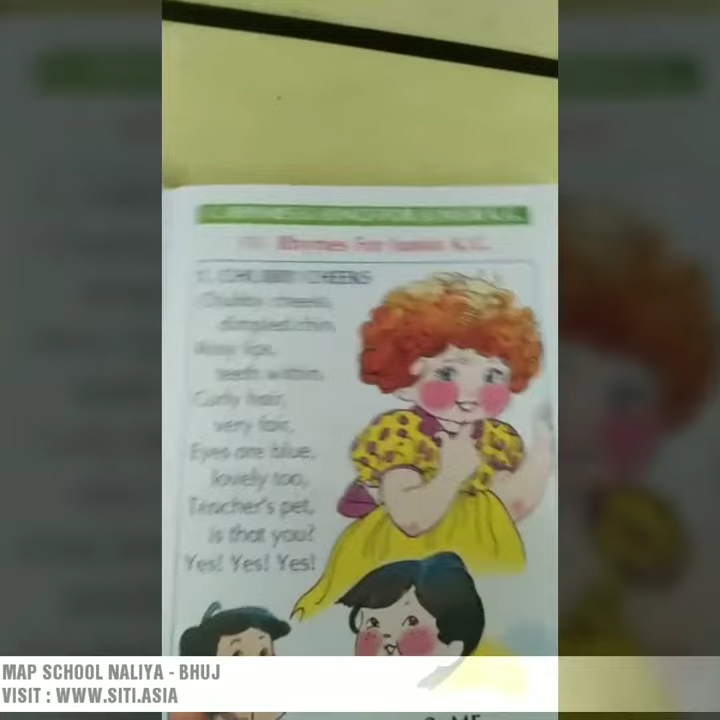 Rhymes For Junior K.G.
1. CHUBBY CHEEKS
Chubby cheeks,
dimpled chin,
Rosy lips,
teeth within,
Curly hair,
very fair,
Eyes are blue,
lovely too,
Teacher's pet,
is that you?
Yes! Yes! Yes!
2. ME
MAP SCHOOL NALIYA - BHUJ
VISIT : WWW.SITI.ASIA